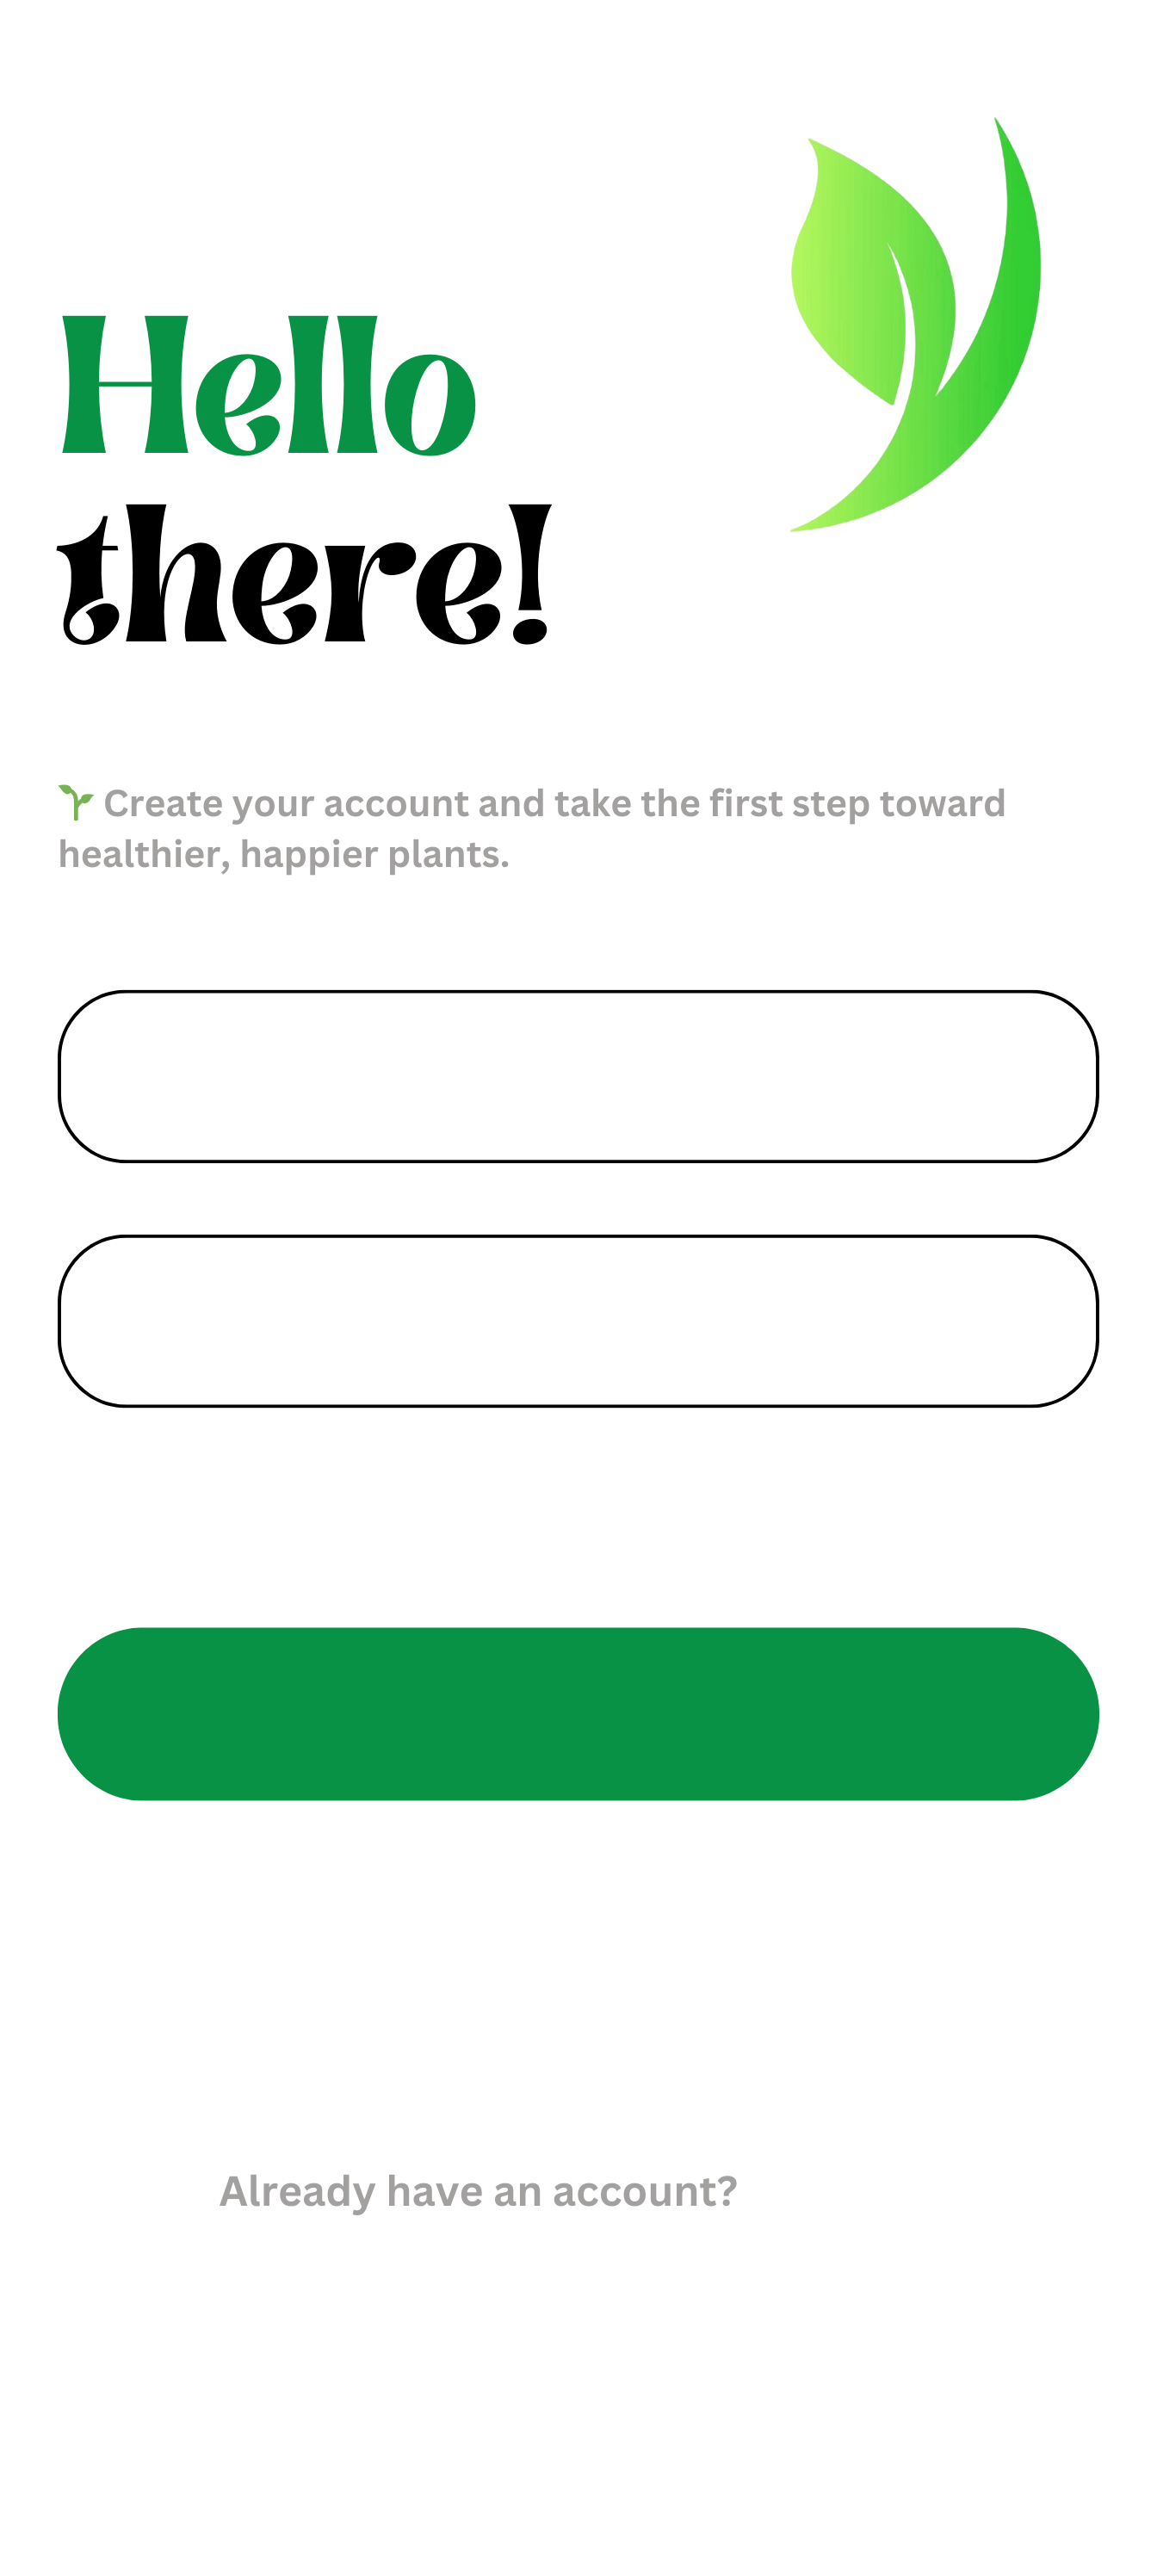 Hello
there!
🌱 Create your account and take the first step toward
healthier, happier plants.
Already have an account?